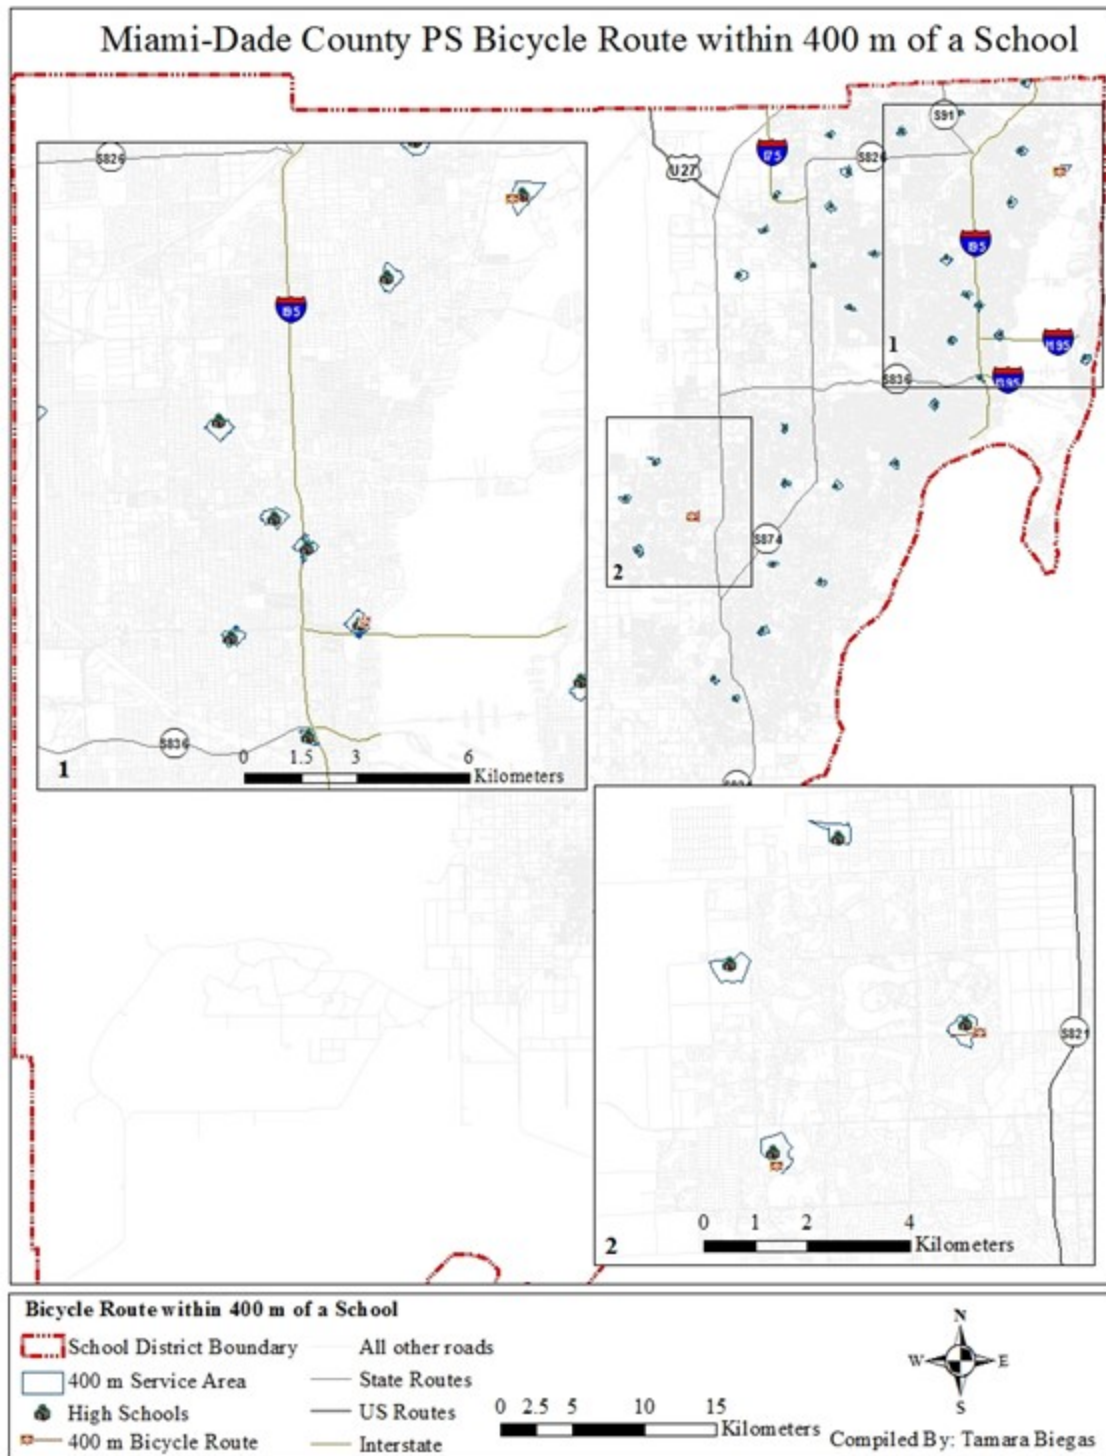 Miami-Dade County PS Bicycle Route within 400 m of a School
S826
I95
S836
1
0 1.5 3 6
Kilometers
U27
I75
S826
S91
I95
I195
I395
S836
1
2
S874
S821
2
0 1 2 4
Kilometers
Bicycle Route within 400 m of a School
School District Boundary
400 m Service Area
High Schools
400 m Bicycle Route
All other roads
State Routes
US Routes
Interstate
0 2.5 5 10 15
Kilometers
N
W E
S
Compiled By: Tamara Biegas